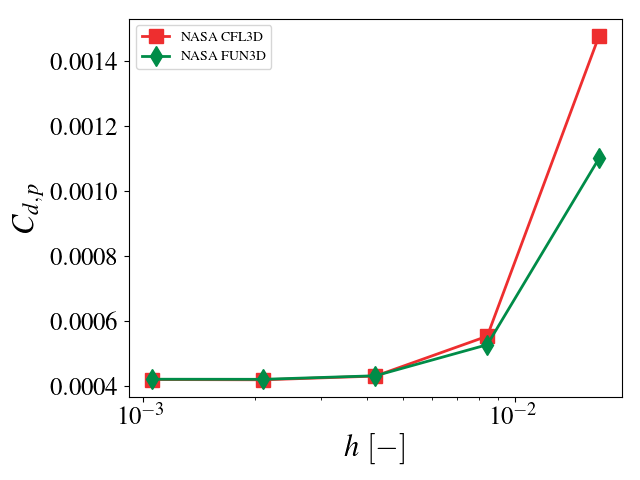 NASA CFL3D
NASA FUN3D
0.0014
0.0012
0.0010
0.0008
0.0006
0.0004
C_{d,p}
10^{-3}
10^{-2}
h [−]